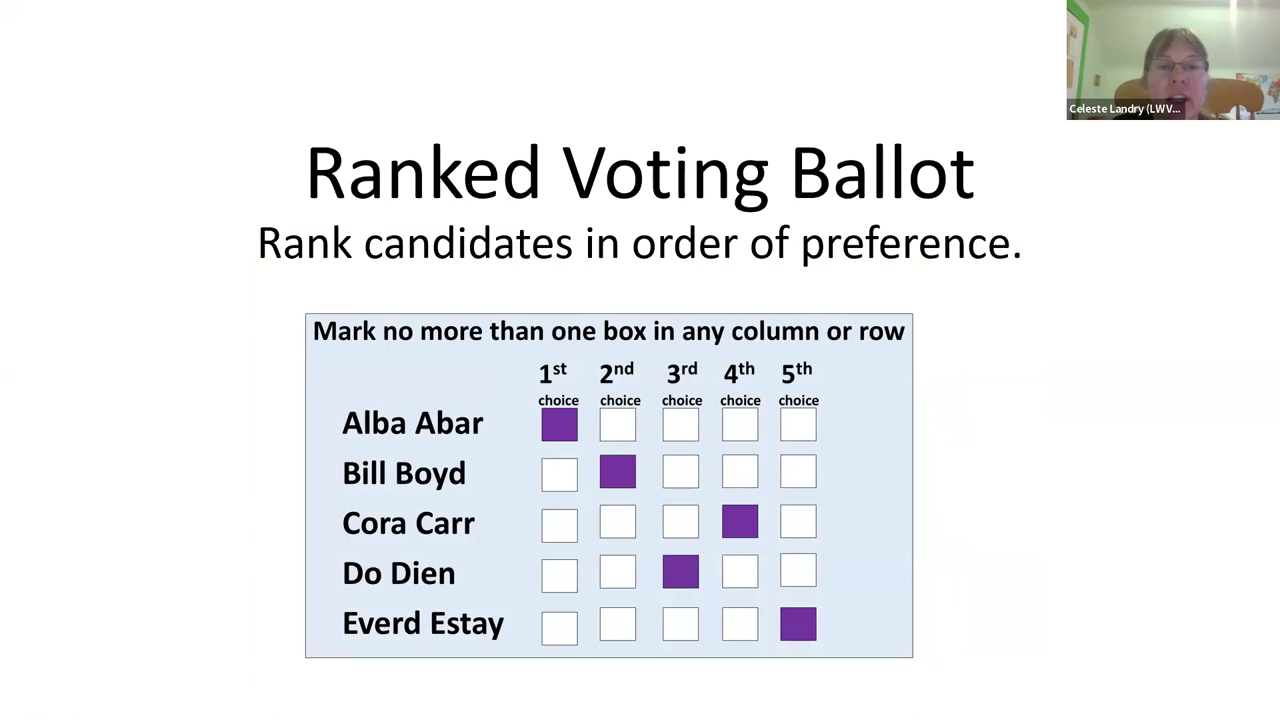 Celeste Landry (LWV...
Ranked Voting Ballot
Rank candidates in order of preference.
Mark no more than one box in any column or row
1st 2nd 3rd 4th 5th
choice choice choice choice choice
Alba Abar
Bill Boyd
Cora Carr
Do Dien
Everd Estay